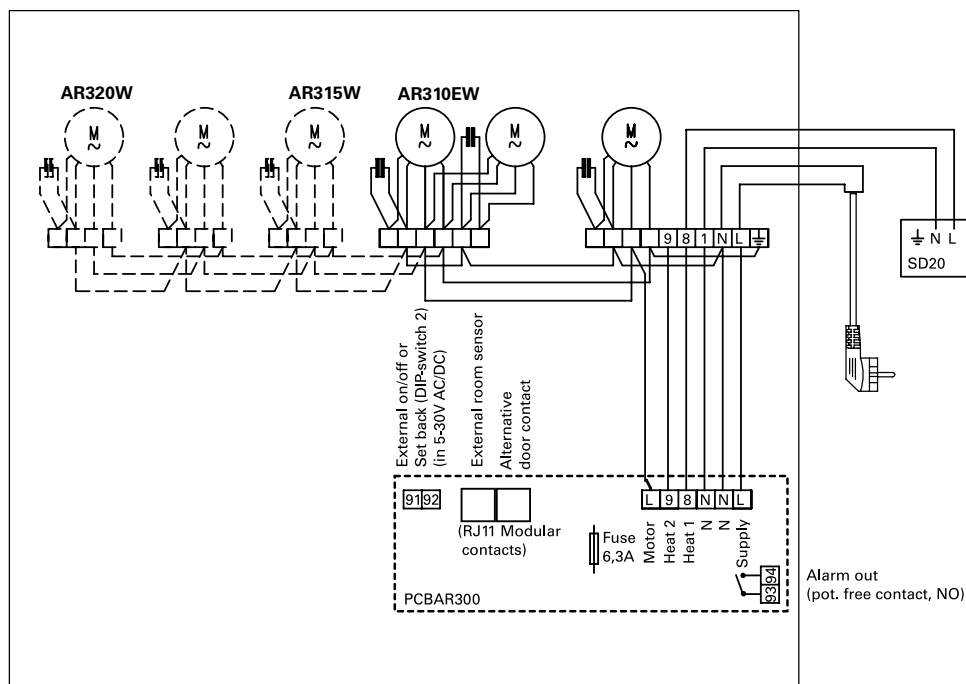 AR320W
AR315W
AR310EW
M
~
M
~
M
~
M
~
M
~
M
~
9 8 1 N L
N L
SD20
External on/off or
Set back (DIP-switch 2)
(in 5-30V AC/DC)
External room sensor
Alternative
door contact
91 92
(RJ11 Modular
contacts)
Fuse
6,3A
L 9 8 N N L
Motor
Heat 2
Heat 1
N
N
Supply
93 94
PCBAR300
Alarm out
(pot. free contact, NO)